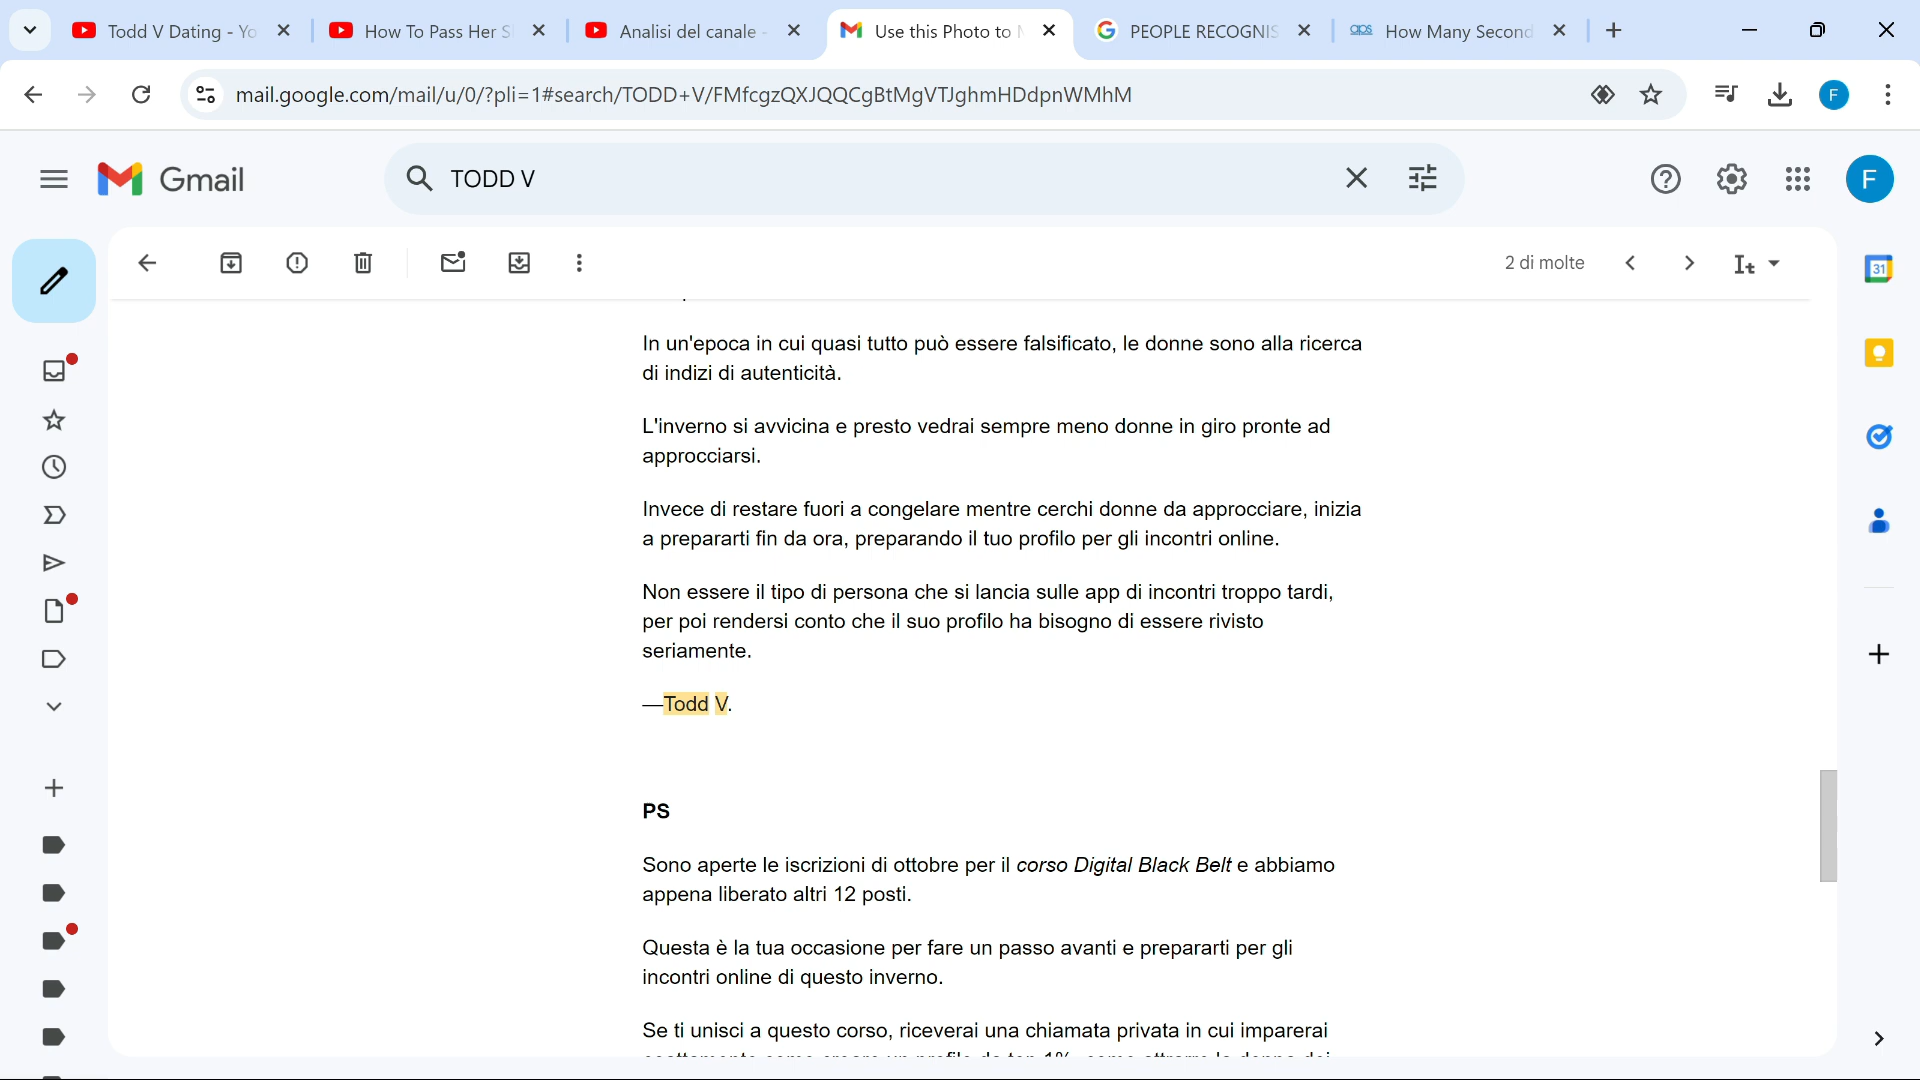 Todd V Dating - Yo
How To Pass Her S
Analisi del canale -
Use this Photo to
PEOPLE RECOGNIS
aps How Many Second
mail.google.com/mail/u/0/?pli=1#search/TODD+V/FMfcgzQXJQQCgBtMgVTJghmHDdpnWMhM
F
Gmail
TODD V
F
2 di molte
31
In un'epoca in cui quasi tutto può essere falsificato, le donne sono alla ricerca
di indizi di autenticità.
L'inverno si avvicina e presto vedrai sempre meno donne in giro pronte ad
approcciarsi.
Invece di restare fuori a congelare mentre cerchi donne da approcciare, inizia
a prepararti fin da ora, preparando il tuo profilo per gli incontri online.
Non essere il tipo di persona che si lancia sulle app di incontri troppo tardi,
per poi rendersi conto che il suo profilo ha bisogno di essere rivisto
seriamente.
—Todd V.
PS
Sono aperte le iscrizioni di ottobre per il corso Digital Black Belt e abbiamo
appena liberato altri 12 posti.
Questa è la tua occasione per fare un passo avanti e prepararti per gli
incontri online di questo inverno.
Se ti unisci a questo corso, riceverai una chiamata privata in cui imparerai